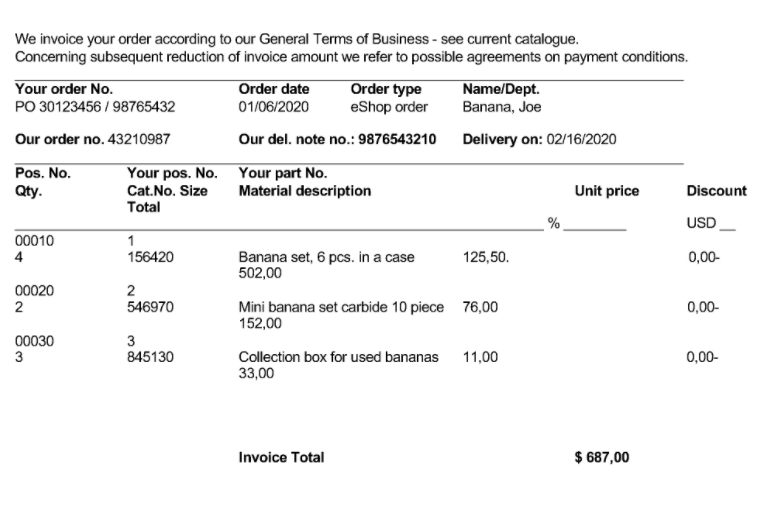 We invoice your order according to our General Terms of Business - see current catalogue.
Concerning subsequent reduction of invoice amount we refer to possible agreements on payment conditions.
Your order No. Order date Order type Name/Dept.
PO 30123456 / 98765432 01/06/2020 eShop order Banana, Joe
Our order no. 43210987 Our del. note no.: 9876543210 Delivery on: 02/16/2020
Pos. No. Your pos. No. Your part No.
Qty. Cat.No. Size Material description Unit price Discount
Total
% USD
00010 1
4 156420 Banana set, 6 pcs. in a case 125,50. 0,00-
502,00
00020 2
2 546970 Mini banana set carbide 10 piece 76,00 0,00-
152,00
00030 3
3 845130 Collection box for used bananas 11,00 0,00-
33,00
Invoice Total $ 687,00